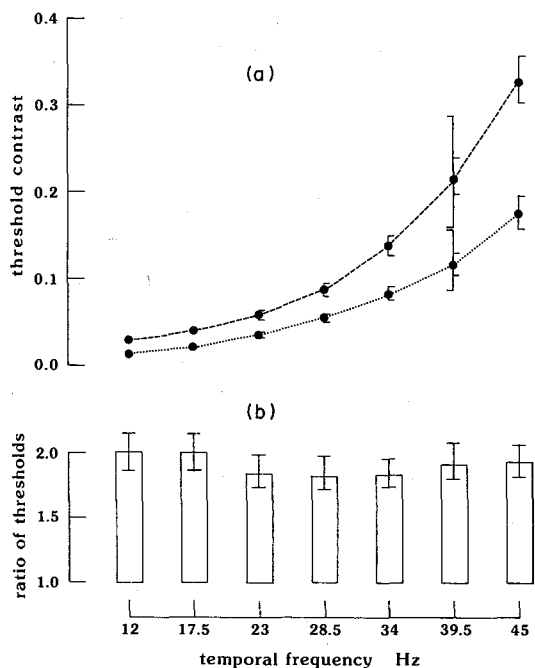 0.4
(a)
0.3
threshold contrast
0.2
0.1
0.0
(b)
ratio of thresholds
2.0
1.5
1.0
12 17.5 23 28.5 34 39.5 45
temporal frequency Hz